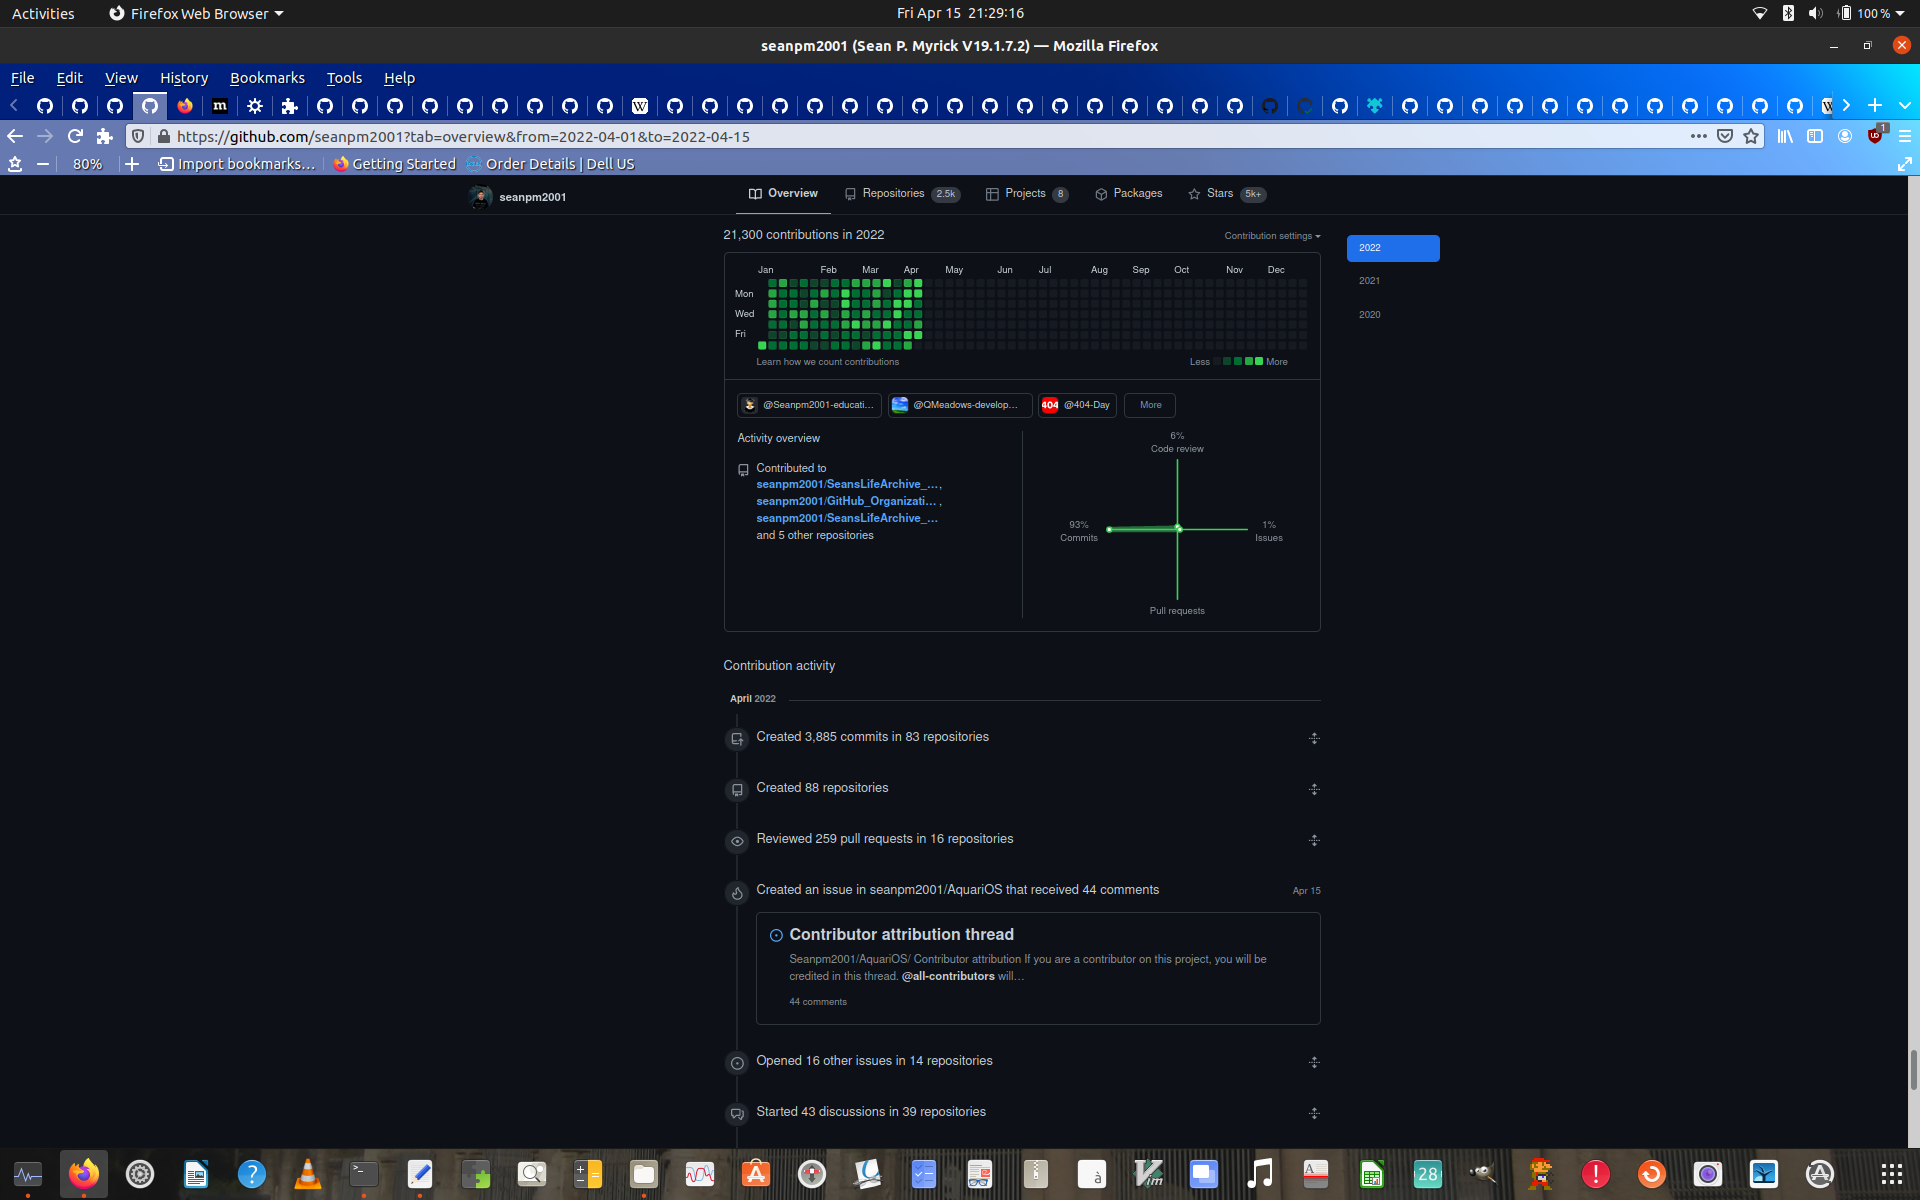 Activities
Firefox Web Browser
Fri Apr 15 21:29:16
100 %
seanpm2001 (Sean P. Myrick V19.1.7.2) — Mozilla Firefox
File Edit View History Bookmarks Tools Help
https://github.com/seanpm2001?tab=overview&from=2022-04-01&to=2022-04-15
80%
Import bookmarks...
Getting Started
Order Details | Dell US
seanpm2001
Overview
Repositories 2.5k
Projects 8
Packages
Stars 5k+
21,300 contributions in 2022
Contribution settings
2022
2021
2020
Jan Feb Mar Apr May Jun Jul Aug Sep Oct Nov Dec
Mon
Wed
Fri
Learn how we count contributions
Less More
@Seanpm2001-educati...
@QMeadows-develop...
404 @404-Day
More
Activity overview
Contributed to
seanpm2001/SeansLifeArchive_...,
seanpm2001/GitHub_Organizati... ,
seanpm2001/SeansLifeArchive_...
and 5 other repositories
6%
Code review
93%
Commits
1%
Issues
Pull requests
Contribution activity
April 2022
Created 3,885 commits in 83 repositories
Created 88 repositories
Reviewed 259 pull requests in 16 repositories
Created an issue in seanpm2001/AquariOS that received 44 comments
Apr 15
Contributor attribution thread
Seanpm2001/AquariOS/ Contributor attribution If you are a contributor on this project, you will be
credited in this thread. @all-contributors will...
44 comments
Opened 16 other issues in 14 repositories
Started 43 discussions in 39 repositories
28